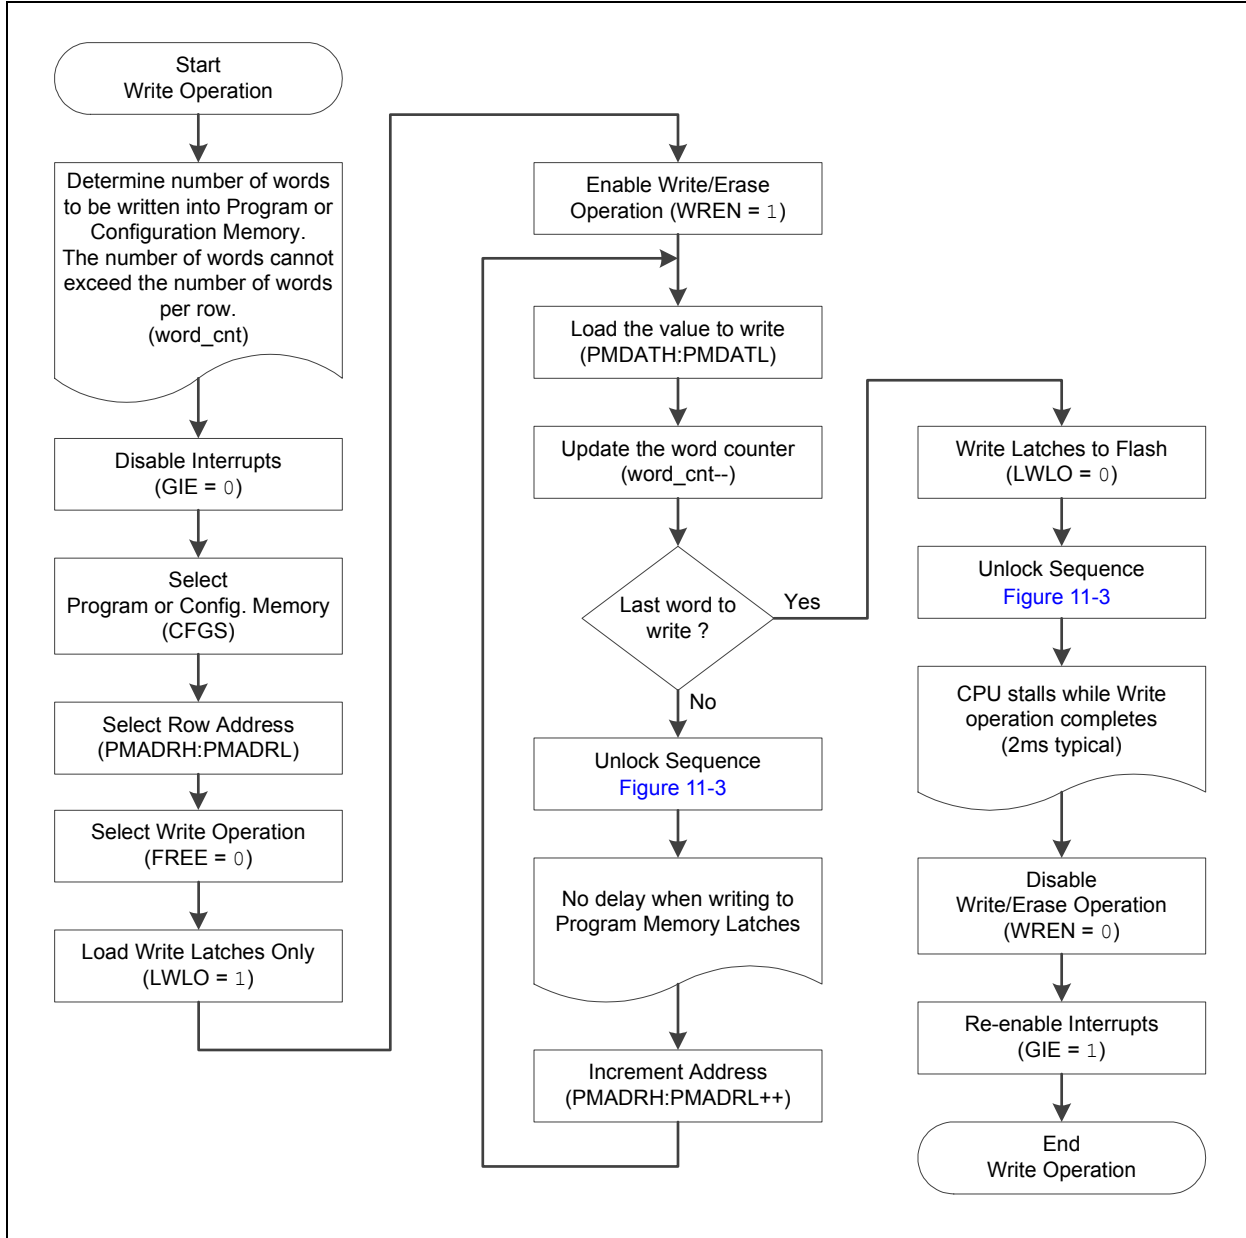 Start
Write Operation
Determine number of words
to be written into Program or
Configuration Memory.
The number of words cannot
exceed the number of words
per row.
(word_cnt)
Disable Interrupts
(GIE = 0)
Select
Program or Config. Memory
(CFGS)
Select Row Address
(PMADRH:PMADRL)
Select Write Operation
(FREE = 0)
Load Write Latches Only
(LWLO = 1)
Enable Write/Erase
Operation (WREN = 1)
Load the value to write
(PMDATH:PMDATL)
Update the word counter
(word_cnt--)
Last word to
write ?
Yes
No
Unlock Sequence
Figure 11-3
No delay when writing to
Program Memory Latches
Increment Address
(PMADRH:PMADRL++)
Write Latches to Flash
(LWLO = 0)
Unlock Sequence
Figure 11-3
CPU stalls while Write
operation completes
(2ms typical)
Disable
Write/Erase Operation
(WREN = 0)
Re-enable Interrupts
(GIE = 1)
End
Write Operation